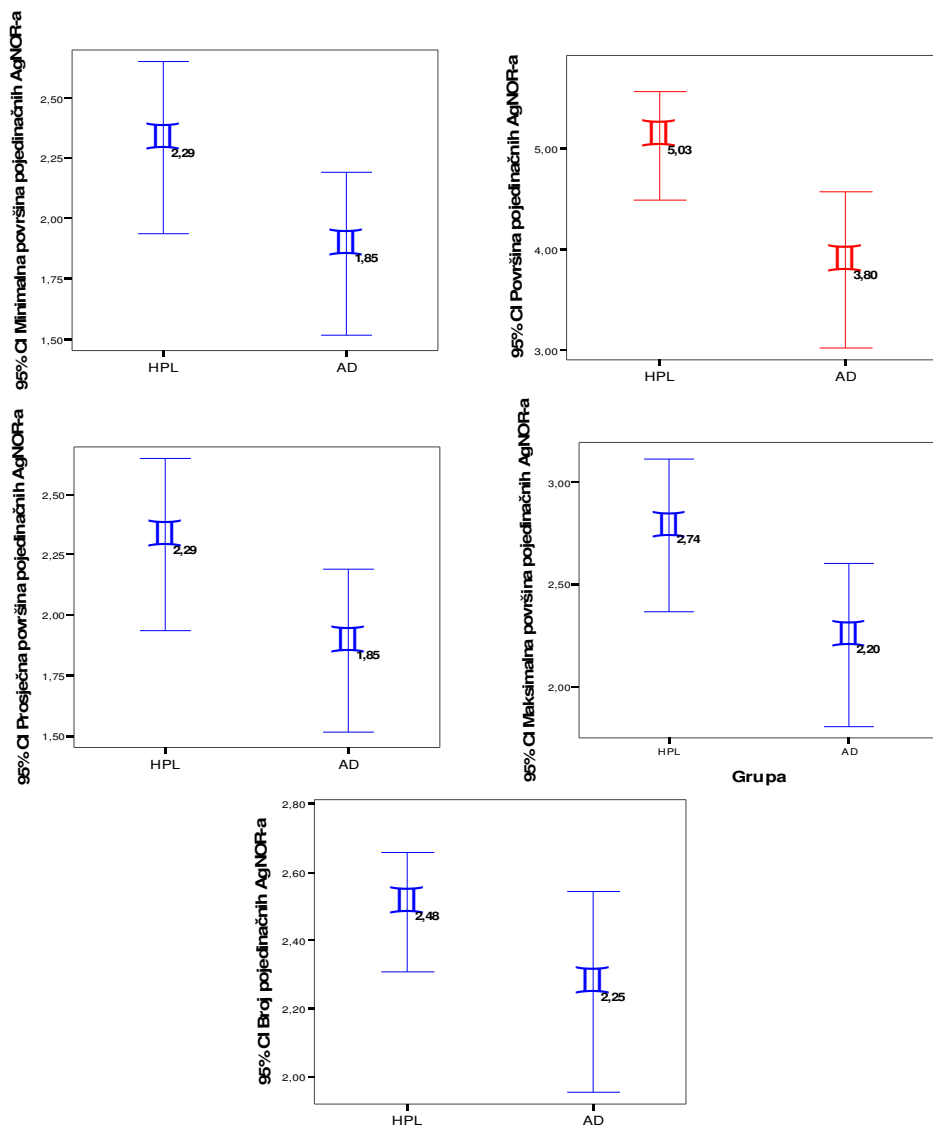 95% CI Minimalna površina pojedinačnih AgNOR-a
2,50
2,25
2,00
1,75
1,50
2,29
1,85
HPL
AD
95% CI Površina pojedinačnih AgNOR-a
5,00
4,00
3,00
5,03
3,80
HPL
AD
95% CI Prosječna površina pojedinačnih AgNOR-a
2,50
2,25
2,00
1,75
1,50
2,29
1,85
HPL
AD
95% CI Maksimalna površina pojedinačnih AgNOR-a
3,00
2,50
2,00
2,74
2,20
HPL
AD
Grupa
95% CI Broj pojedinačnih AgNOR-a
2,80
2,60
2,40
2,20
2,00
2,48
2,25
HPL
AD